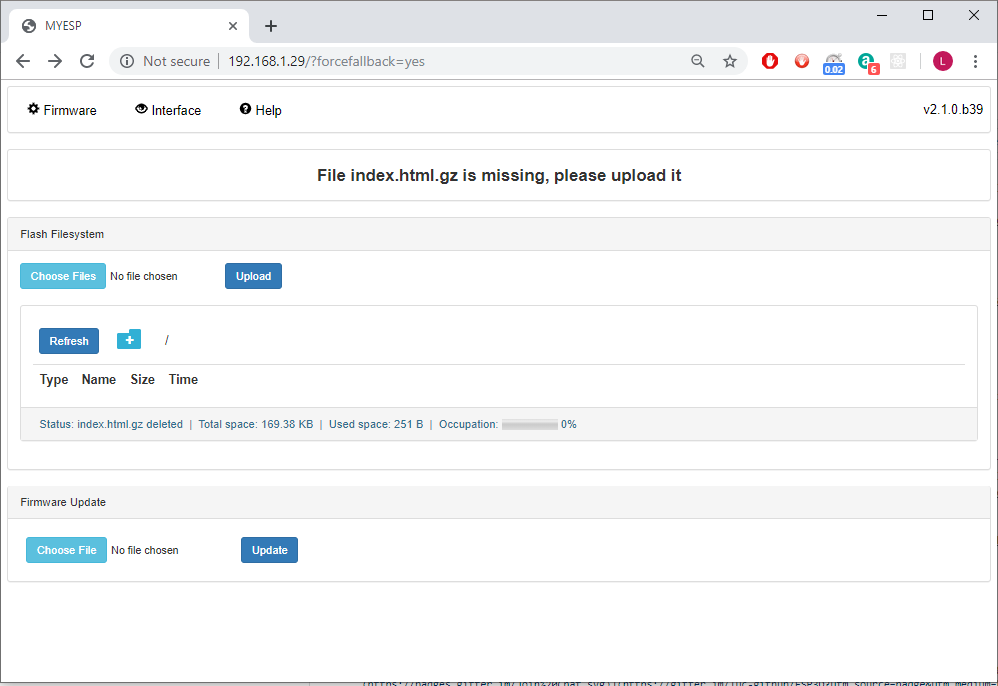 MYESP
Not secure 192.168.1.29/?forcefallback=yes
0.02
a
6
L
Firmware Interface Help v2.1.0.b39
File index.html.gz is missing, please upload it
Flash Filesystem
Choose Files No file chosen Upload
Refresh /
Type Name Size Time
Status: index.html.gz deleted | Total space: 169.38 KB | Used space: 251 B | Occupation: 0%
Firmware Update
Choose File No file chosen Update